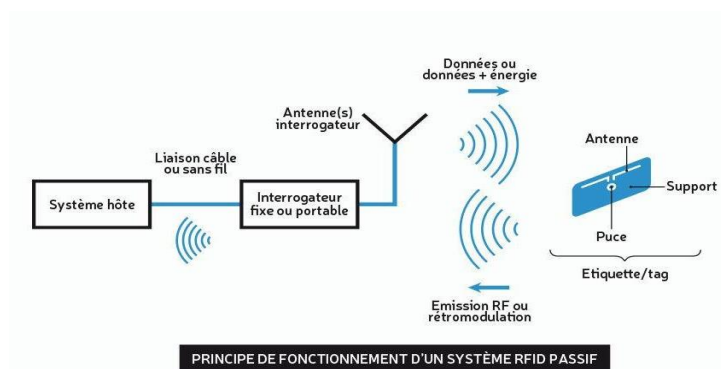 Données ou
données + énergie
Antenne(s)
interrogateur
Antenne
Liaison câble
ou sans fil
Support
Système hôte
Interrogateur
fixe ou portable
Puce
Etiquette/tag
Emission RF ou
rétromodulation
PRINCIPE DE FONCTIONNEMENT D'UN SYSTÈME RFID PASSIF